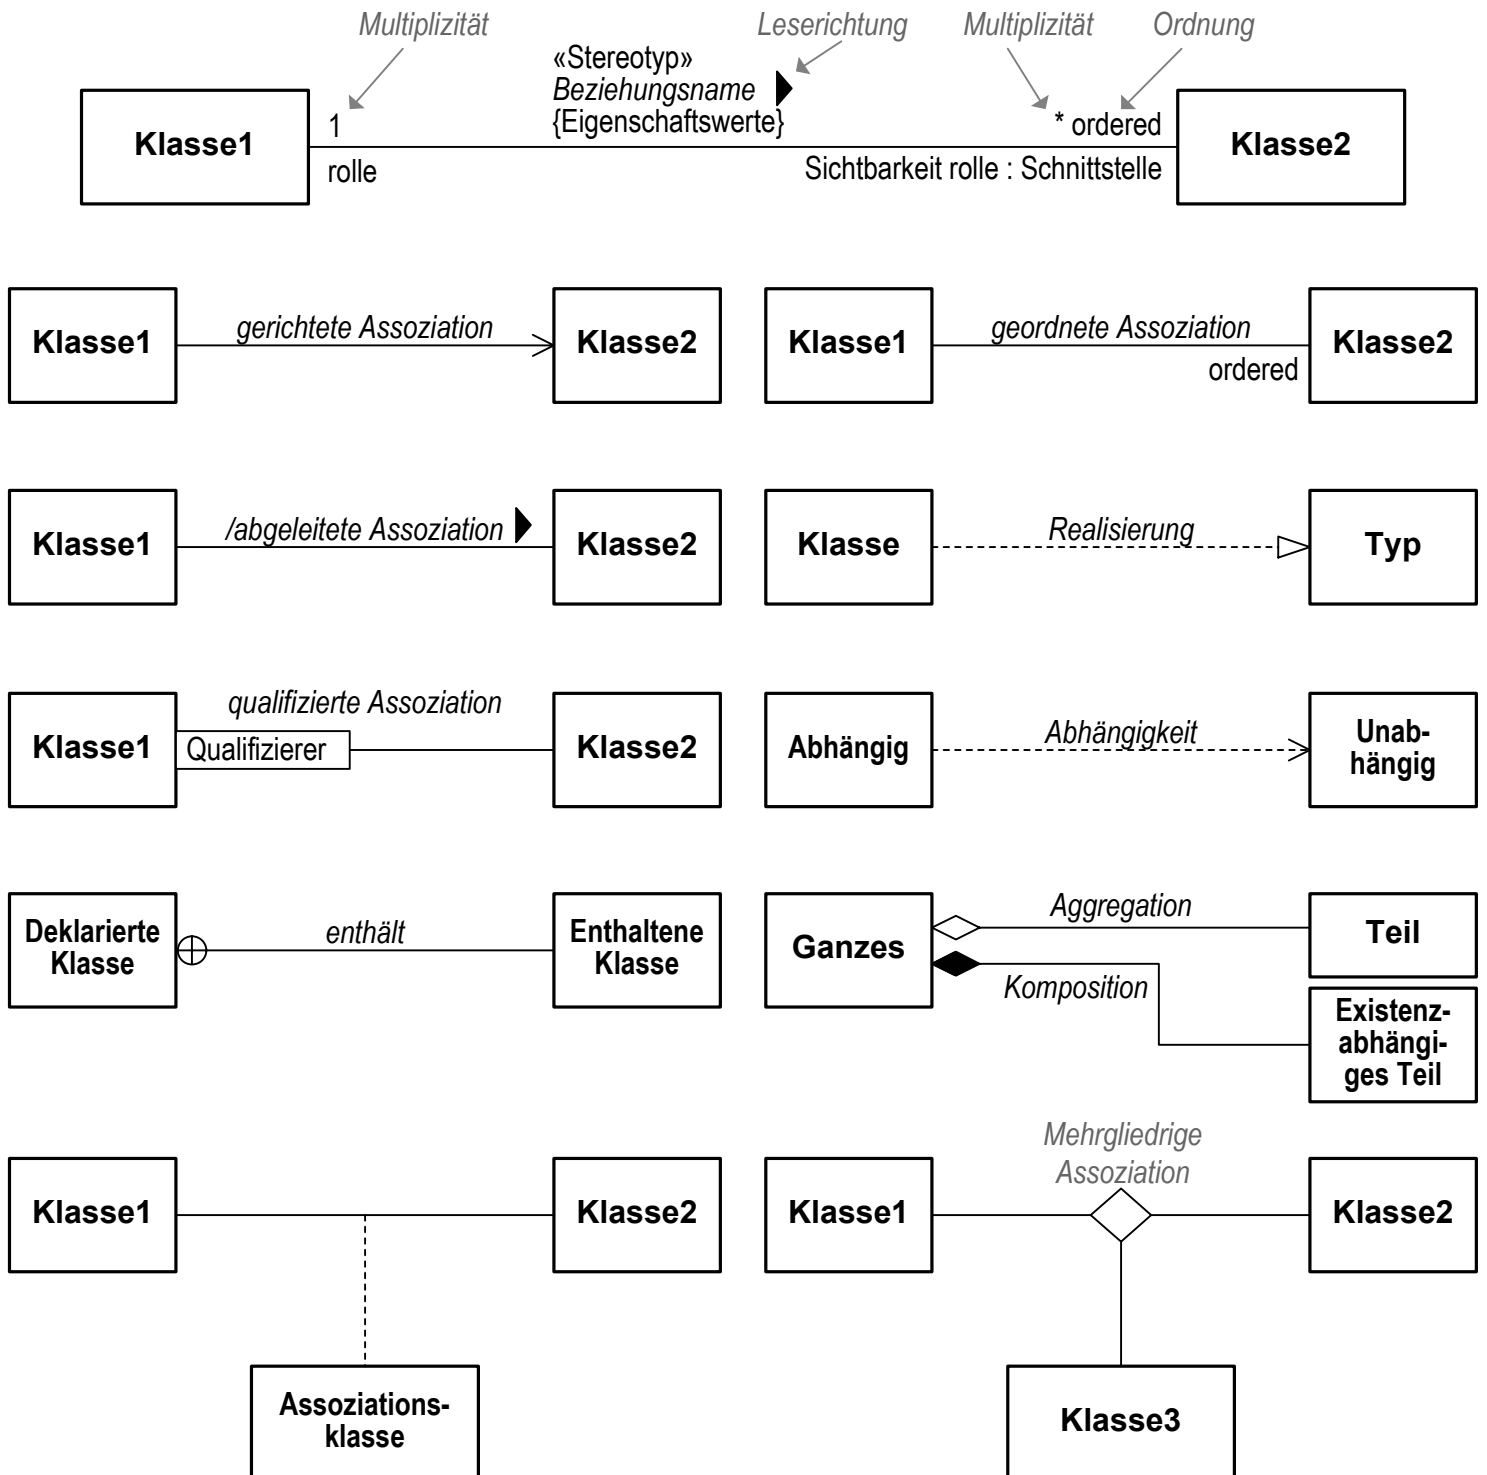 Multiplizität
Leserichtung
Multiplizität
Ordnung
«Stereotyp»
Beziehungsname
{Eigenschaftswerte}
Klasse1
1
rolle
* ordered
Sichtbarkeit rolle : Schnittstelle
Klasse2
Klasse1
gerichtete Assoziation
Klasse2
Klasse1
geordnete Assoziation
ordered
Klasse2
Klasse1
/abgeleitete Assoziation
Klasse2
Klasse
Realisierung
Typ
Klasse1
qualifizierte Assoziation
Qualifizierer
Klasse2
Abhängig
Abhängigkeit
Unab-
hängig
Deklarierte
Klasse
enthält
Enthaltene
Klasse
Ganzes
Aggregation
Teil
Komposition
Existenz-
abhängi-
ges Teil
Klasse1
Klasse2
Assoziations-
klasse
Mehrgliedrige
Assoziation
Klasse1
Klasse2
Klasse3